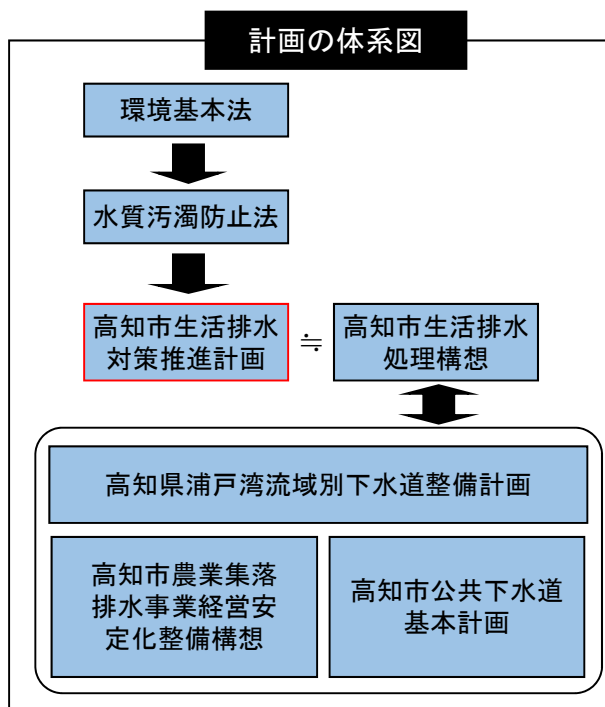 計画の体系図
環境基本法
水質汚濁防止法
高知市生活排水
対策推進計画
≒
高知市生活排水
処理構想
高知県浦戸湾流域別下水道整備計画
高知市農業集落
排水事業経営安
定化整備構想
高知市公共下水道
基本計画